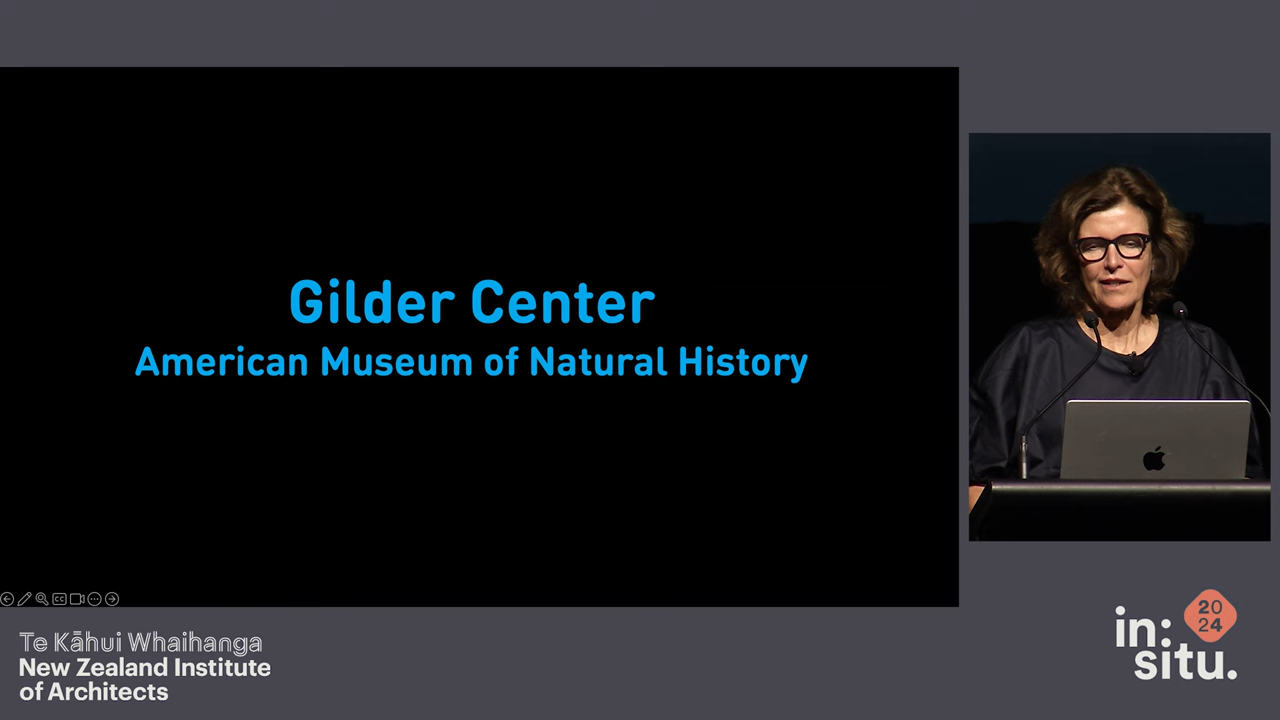 Gilder Center
American Museum of Natural History
cc
Te Kāhui Whaihanga
New Zealand Institute
of Architects
in:
situ.
20
24